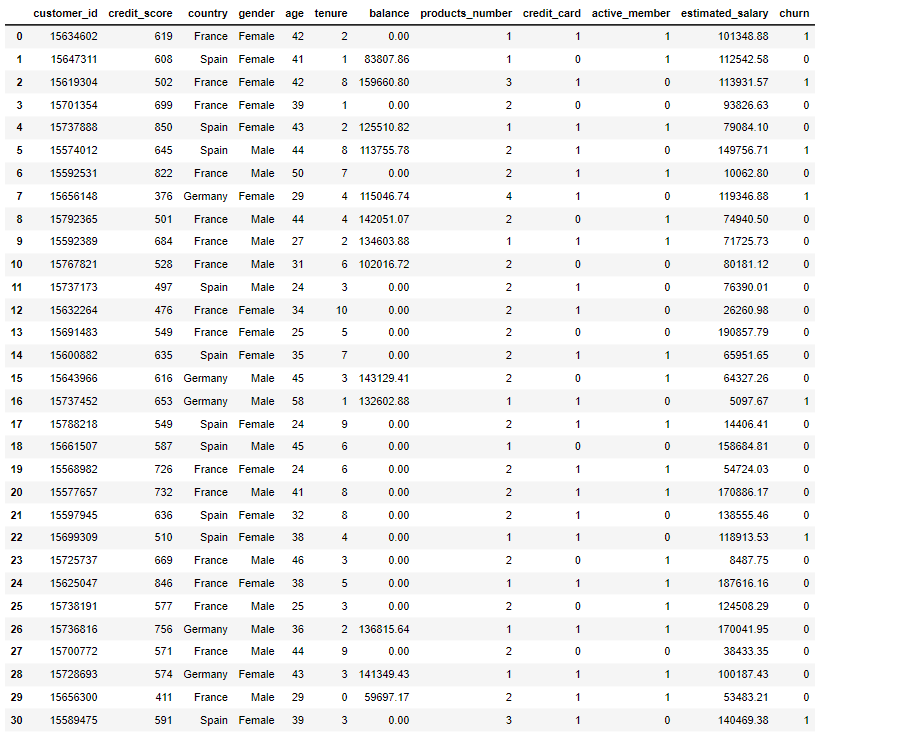 customer_id credit_score country gender age tenure balance products_number credit_card active_member estimated_salary churn
0 15634602 619 France Female 42 2 0.00 1 1 1 101348.88 1
1 15647311 608 Spain Female 41 1 83807.86 1 0 1 112542.58 0
2 15619304 502 France Female 42 8 159660.80 3 1 0 113931.57 1
3 15701354 699 France Female 39 1 0.00 2 0 0 93826.63 0
4 15737888 850 Spain Female 43 2 125510.82 1 1 1 79084.10 0
5 15574012 645 Spain Male 44 8 113755.78 2 1 0 149756.71 1
6 15592531 822 France Male 50 7 0.00 2 1 1 10062.80 0
7 15656148 376 Germany Female 29 4 115046.74 4 1 0 119346.88 1
8 15792365 501 France Male 44 4 142051.07 2 0 1 74940.50 0
9 15592389 684 France Male 27 2 134603.88 1 1 1 71725.73 0
10 15767821 528 France Male 31 6 102016.72 2 0 0 80181.12 0
11 15737173 497 Spain Male 24 3 0.00 2 1 0 76390.01 0
12 15632264 476 France Female 34 10 0.00 2 1 0 26260.98 0
13 15691483 549 France Female 25 5 0.00 2 0 0 190857.79 0
14 15600882 635 Spain Female 35 7 0.00 2 1 1 65951.65 0
15 15643966 616 Germany Male 45 3 143129.41 2 0 1 64327.26 0
16 15737452 653 Germany Male 58 1 132602.88 1 1 0 5097.67 1
17 15788218 549 Spain Female 24 9 0.00 2 1 1 14406.41 0
18 15661507 587 Spain Male 45 6 0.00 1 0 0 158684.81 0
19 15568982 726 France Female 24 6 0.00 2 1 1 54724.03 0
20 15577657 732 France Male 41 8 0.00 2 1 1 170886.17 0
21 15597945 636 Spain Female 32 8 0.00 2 1 0 138555.46 0
22 15699309 510 Spain Female 38 4 0.00 1 1 0 118913.53 1
23 15725737 669 France Male 46 3 0.00 2 0 1 8487.75 0
24 15625047 846 France Female 38 5 0.00 1 1 1 187616.16 0
25 15738191 577 France Male 25 3 0.00 2 0 1 124508.29 0
26 15736816 756 Germany Male 36 2 136815.64 1 1 1 170041.95 0
27 15700772 571 France Male 44 9 0.00 2 0 0 38433.35 0
28 15728693 574 Germany Female 43 3 141349.43 1 1 1 100187.43 0
29 15656300 411 France Male 29 0 59697.17 2 1 1 53483.21 0
30 15589475 591 Spain Female 39 3 0.00 3 1 0 140469.38 1